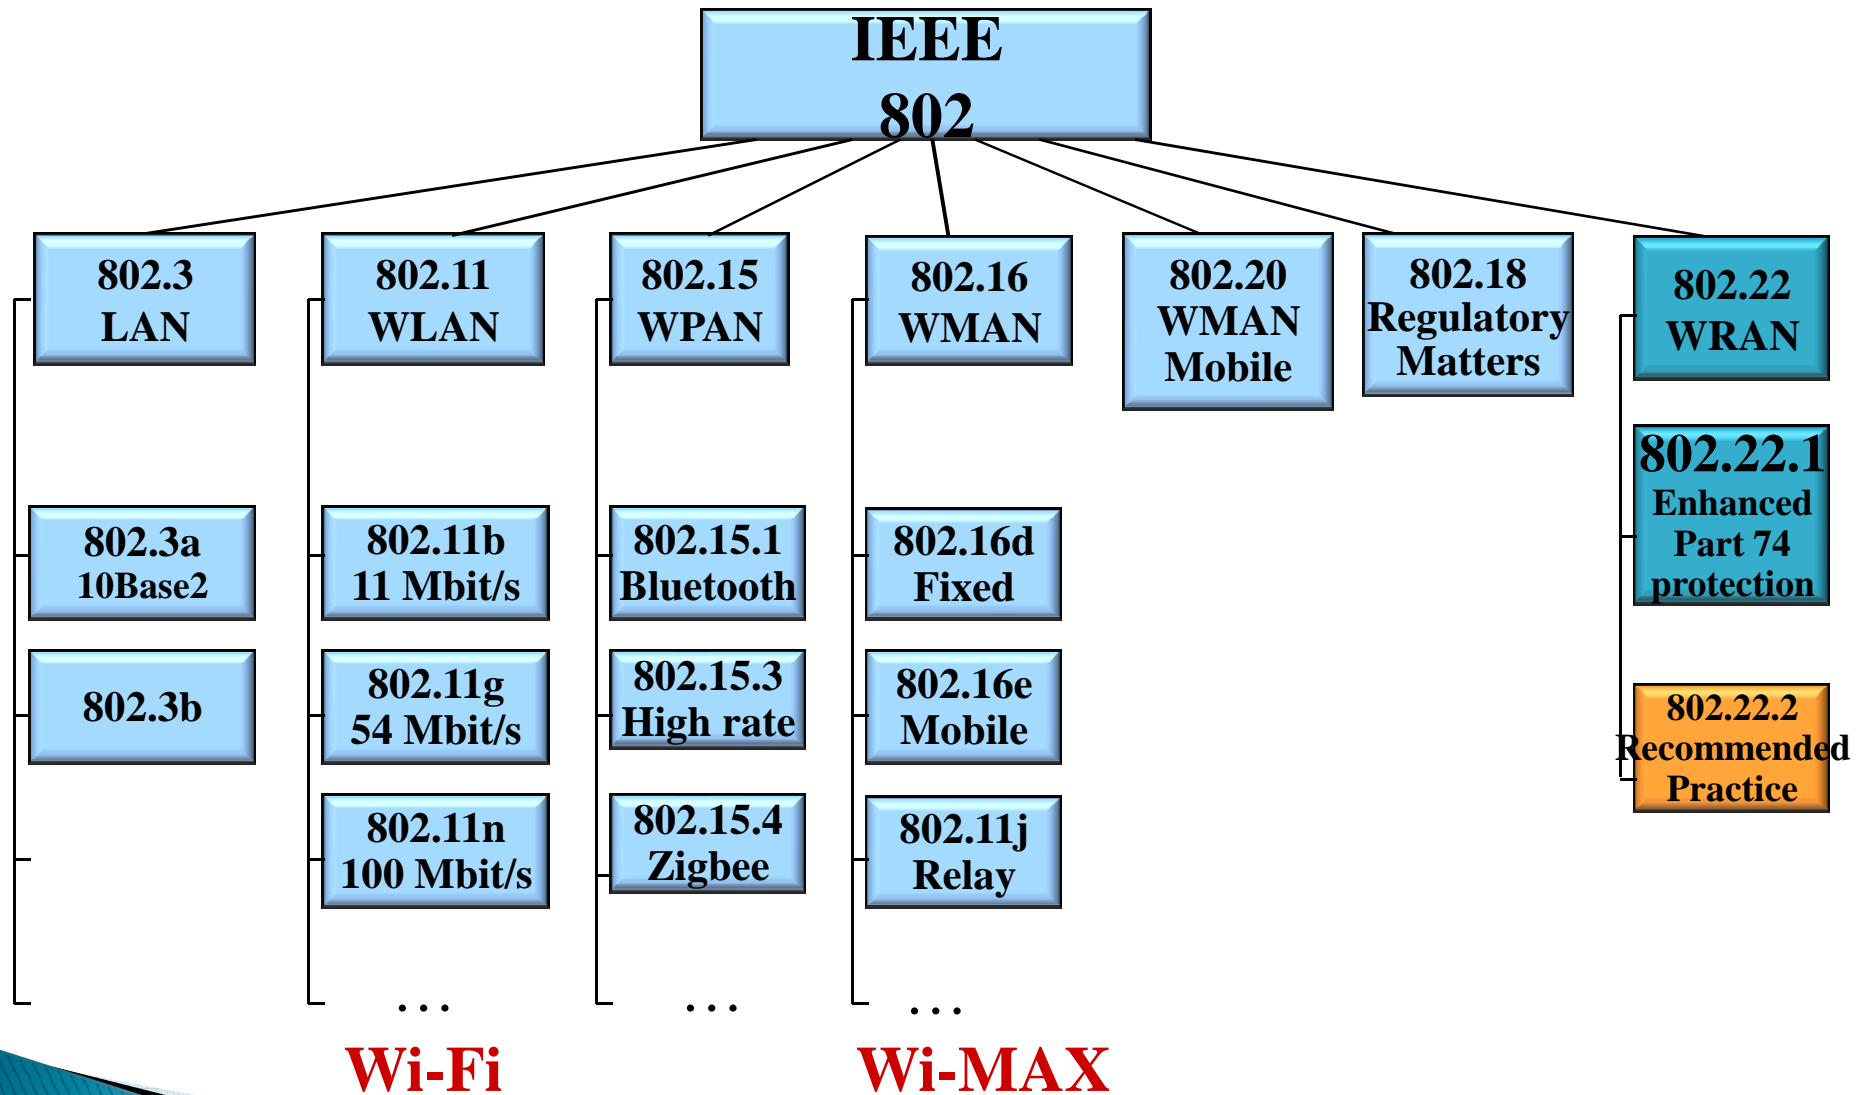 IEEE
802
802.3
LAN
802.11
WLAN
802.15
WPAN
802.16
WMAN
802.20
WMAN
Mobile
802.18
Regulatory
Matters
802.22
WRAN
802.3a
10Base2
802.3b
802.11b
11 Mbit/s
802.11g
54 Mbit/s
802.11n
100 Mbit/s
...
Wi-Fi
802.15.1
Bluetooth
802.15.3
High rate
802.15.4
Zigbee
...
802.16d
Fixed
802.16e
Mobile
802.11j
Relay
...
Wi-MAX
802.22.1
Enhanced
Part 74
protection
802.22.2
Recommended
Practice